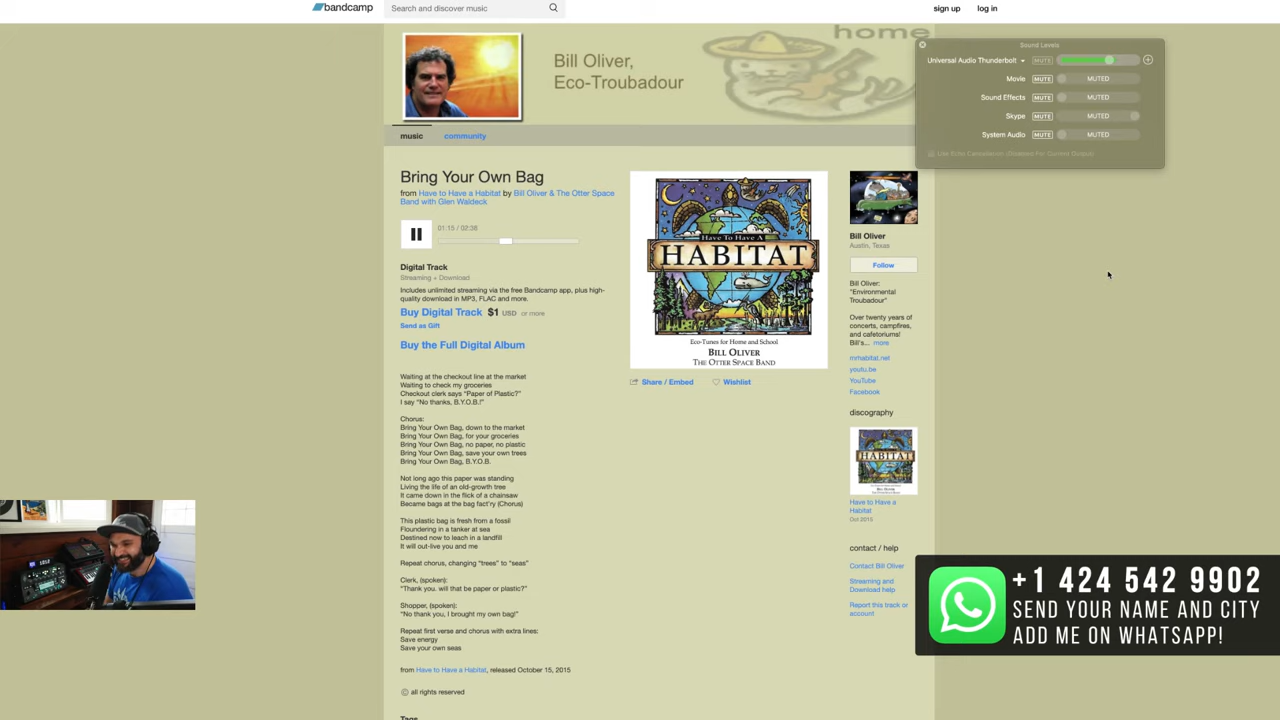 bandcamp
Search and discover music
sign up
log in
home
Bill Oliver,
Eco-Troubadour
music
community
Sound Levels
Universal Audio Thunderbolt
MUTE
Movie MUTE MUTED
Sound Effects MUTE MUTED
Skype MUTE MUTED
System Audio MUTE MUTED
Bring Your Own Bag
from Have to Have a Habitat by Bill Oliver & The Otter Space
Band with Glen Waldeck
01:15 / 02:38
Digital Track
Streaming + Download
Includes unlimited streaming via the free Bandcamp app, plus high-
quality download in MP3, FLAC and more.
Buy Digital Track $1 USD or more
Send as Gift
Buy the Full Digital Album
Waiting at the checkout line at the market
Waiting to check my groceries
Checkout clerk says "Paper of Plastic?"
I say "No thanks, B.Y.O.B.!"
Chorus:
Bring Your Own Bag, down to the market
Bring Your Own Bag, for your groceries
Bring Your Own Bag, no paper, no plastic
Bring Your Own Bag, save your own trees
Bring Your Own Bag, B.Y.O.B.
Not long ago this paper was standing
Living the life of an old-growth tree
It came down in the flick of a chainsaw
Became bags at the bag fact'ry (Chorus)
This plastic bag is fresh from a fossil
Floundering in a tanker at sea
Destined now to leach in a landfill
It will out-live you and me
Repeat chorus, changing "trees" to "seas"
Clerk, (spoken):
"Thank you. will that be paper or plastic?"
Shopper, (spoken):
"No thank you, I brought my own bag!"
Repeat first verse and chorus with extra lines:
Save energy
Save your own seas
from Have to Have a Habitat, released October 15, 2015
© all rights reserved
Tags
Have To Have A
HABITAT
Eco-Tunes for Home and School
BILL OLIVER
THE OTTER SPACE BAND
Share / Embed
Wishlist
Bill Oliver
Austin, Texas
Follow
Bill Oliver:
"Environmental
Troubadour"
Over twenty years of
concerts, campfires,
and cafetoriums!
Bill's... more
mrhabitat.net
youtu.be
YouTube
Facebook
discography
HABITAT
Have to Have a
Habitat
Oct 2015
contact / help
Contact Bill Oliver
Streaming and
Download help
Report this track or
account
+1 424 542 9902
SEND YOUR NAME AND CITY
ADD ME ON WHATSAPP!